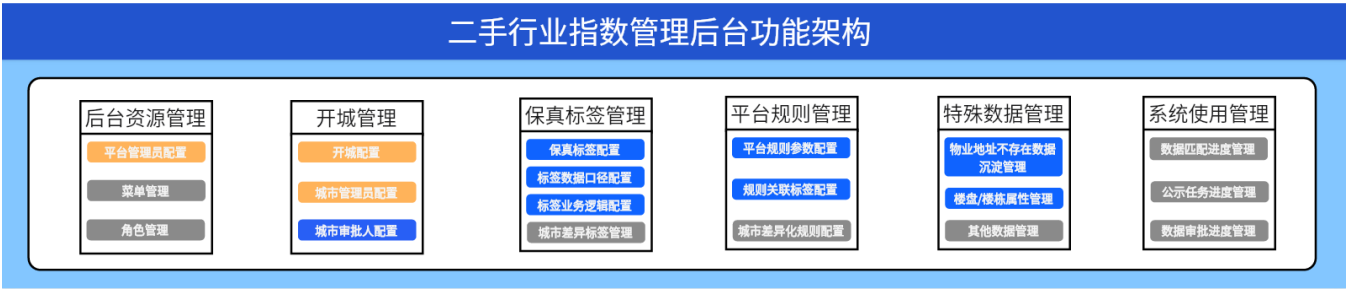 二手行业指数管理后台功能架构
后台资源管理
平台管理员配置
菜单管理
角色管理
开城管理
开城配置
城市管理员配置
城市审批人配置
保真标签管理
保真标签配置
标签数据口径配置
标签业务逻辑配置
城市差异标签管理
平台规则管理
平台规则参数配置
规则关联标签配置
城市差异化规则配置
特殊数据管理
物业地址不存在数据
沉淀管理
楼盘/楼栋属性管理
其他数据管理
系统使用管理
数据匹配进度管理
公示任务进度管理
数据审批进度管理